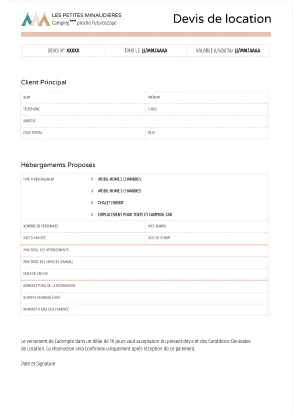 LES PETITES MINAUDIÈRES
Camping*** proche futuroscope
Devis de location
DEVIS N° XXXXX
ÉMIS LE JJ/MM/AAAA
VALABLE JUSQU'AU JJ/MM/AAAA
Client Principal
NOM
PRÉNOM
TÉLÉPHONE
E-MAIL
ADRESSE
CODE POSTAL
VILLE
Hébergements Proposés
TYPE D'HÉBERGEMENT
MOBIL-HOME 2 CHAMBRES
MOBIL-HOME 3 CHAMBRES
CHALET
EMPLACEMENT POUR TENTE ET CAMPING-CAR
NOMBRE DE PERSONNES
DATE D'ARRIVÉE
DATE DE DÉPART
PRIX TOTAL DES HÉBERGEMENTS
TAXES DE SÉJOUR
MONTANT TOTAL DE LA RÉSERVATION
Le versement de l'acompte dans un délai de 10 jours vaut acceptation du présent devis et des Conditions Générales
de Location. La réservation sera confirmée uniquement après réception de ce paiement.
Date et Signature